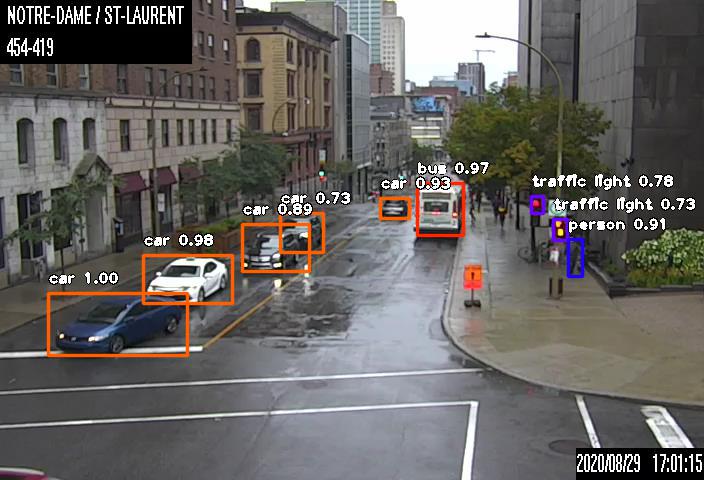 NOTRE-DAME / ST-LAURENT
454-419
bus 0.97
car 0.93
traffic light 0.78
car 0.73
traffic light 0.73
car 0.89
person 0.91
car 0.98
car 1.00
2020/08/29 17:01:15